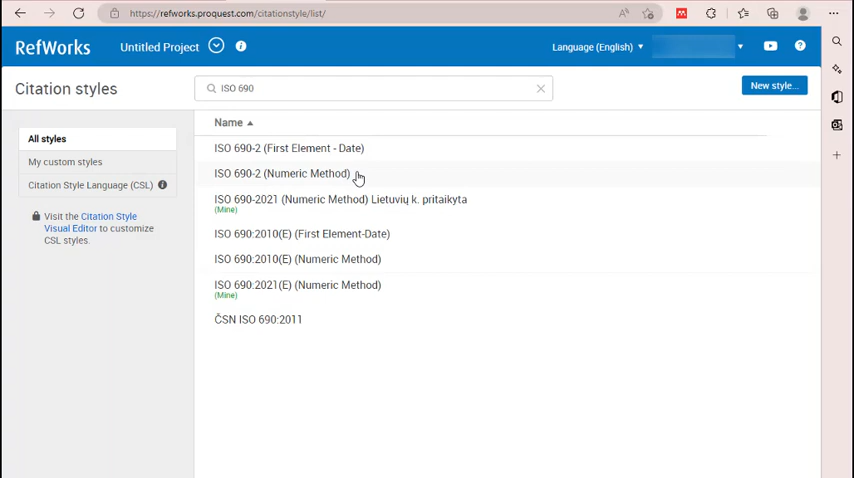 https://refworks.proquest.com/citationstyle/list/
RefWorks
Untitled Project
Language (English)
Citation styles
ISO 690
New style...
Name
All styles
My custom styles
Citation Style Language (CSL)
Visit the Citation Style
Visual Editor to customize
CSL styles.
ISO 690-2 (First Element - Date)
ISO 690-2 (Numeric Method)
ISO 690-2021 (Numeric Method) Lietuvių k. pritaikyta
(Mine)
ISO 690:2010(E) (First Element-Date)
ISO 690:2010(E) (Numeric Method)
ISO 690:2021(E) (Numeric Method)
(Mine)
ČSN ISO 690:2011